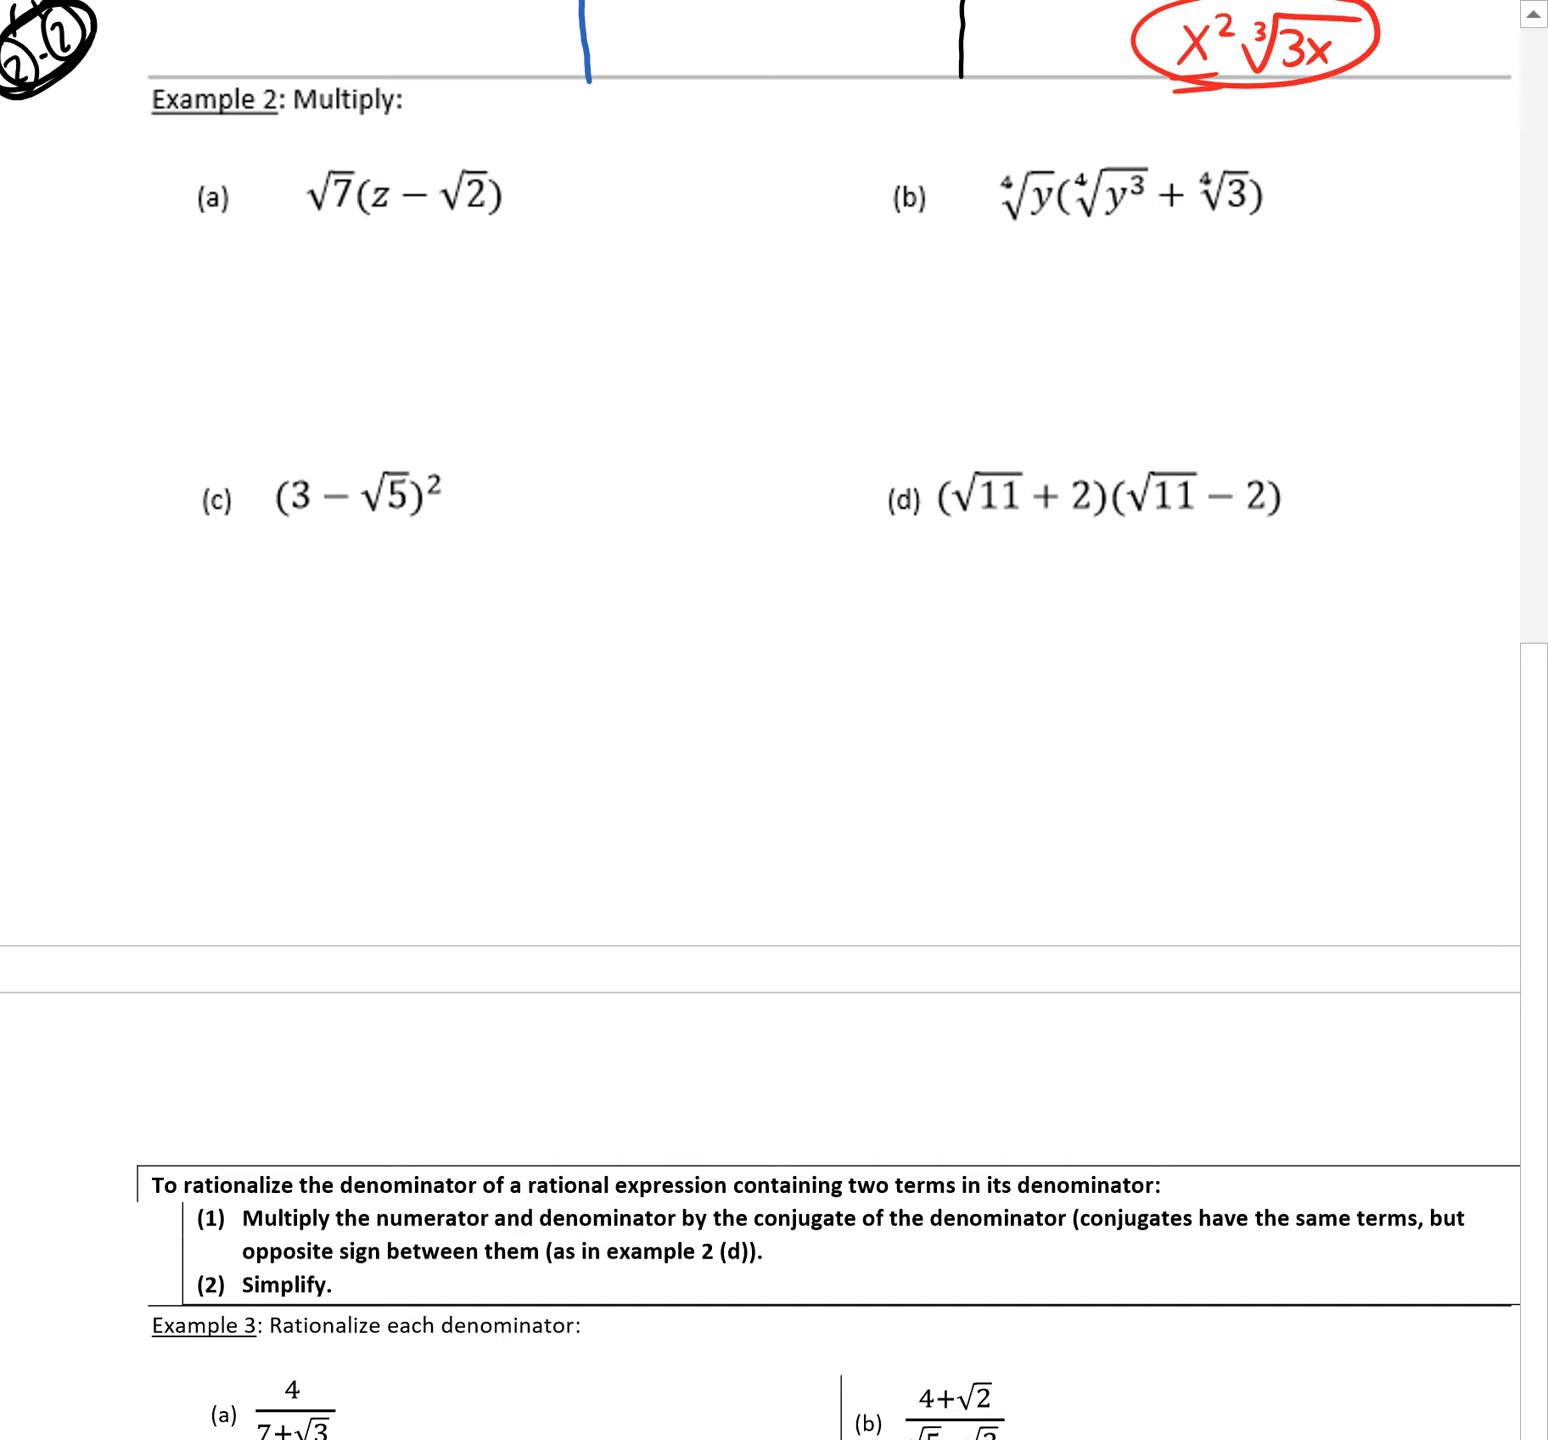 2 - 2
x² ∛3x
Example 2: Multiply:
(a) √7(z − √2)
(b) ∜y(∜y³ + ∜3)
(c) (3 − √5)²
(d) (√11 + 2)(√11 − 2)
To rationalize the denominator of a rational expression containing two terms in its denominator:
(1) Multiply the numerator and denominator by the conjugate of the denominator (conjugates have the same terms, but
opposite sign between them (as in example 2 (d)).
(2) Simplify.
Example 3: Rationalize each denominator:
(a) 4/(7+√3)
(b) 4+√2